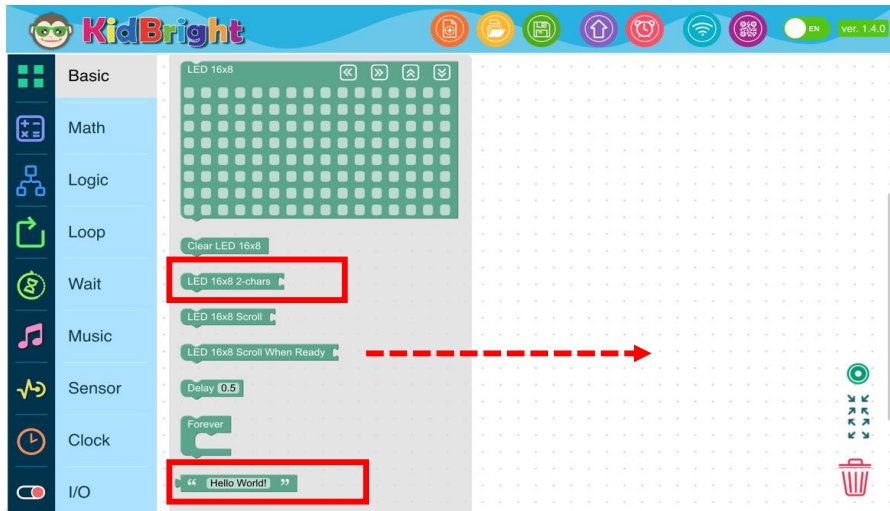 KidBright
EN
ver. 1.4.0
Basic
Math
Logic
Loop
Wait
Music
Sensor
Clock
I/O
LED 16x8
Clear LED 16x8
LED 16x8 2-chars
LED 16x8 Scroll
LED 16x8 Scroll When Ready
Delay 0.5
Forever
“ Hello World! ”